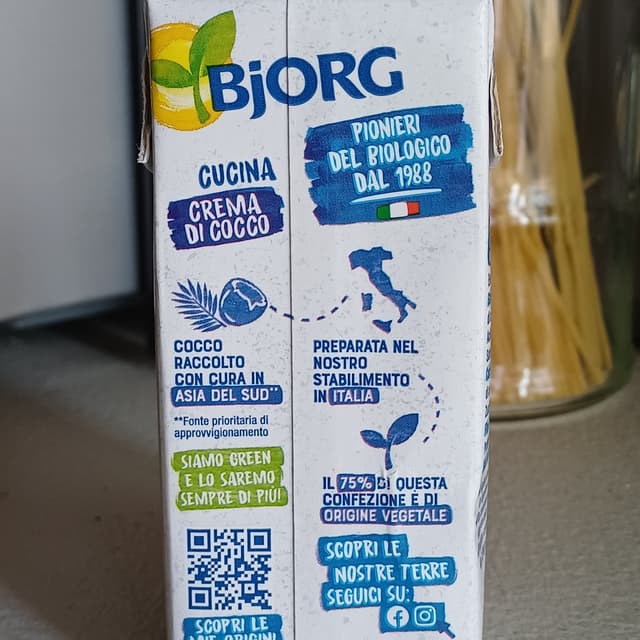 BjORG
PIONIERI
DEL BIOLOGICO
DAL 1988
CUCINA
CREMA
DI COCCO
COCCO
RACCOLTO
CON CURA IN
ASIA DEL SUD**
**Fonte prioritaria di
approvvigionamento
PREPARATA NEL
NOSTRO
STABILIMENTO
IN ITALIA
SIAMO GREEN
E LO SAREMO
SEMPRE DI PIÙ!
IL 75% DI QUESTA
CONFEZIONE È DI
ORIGINE VEGETALE
SCOPRI LE
NOSTRE TERRE
SEGUICI SU:
SCOPRI LE
MIE ORIGINI